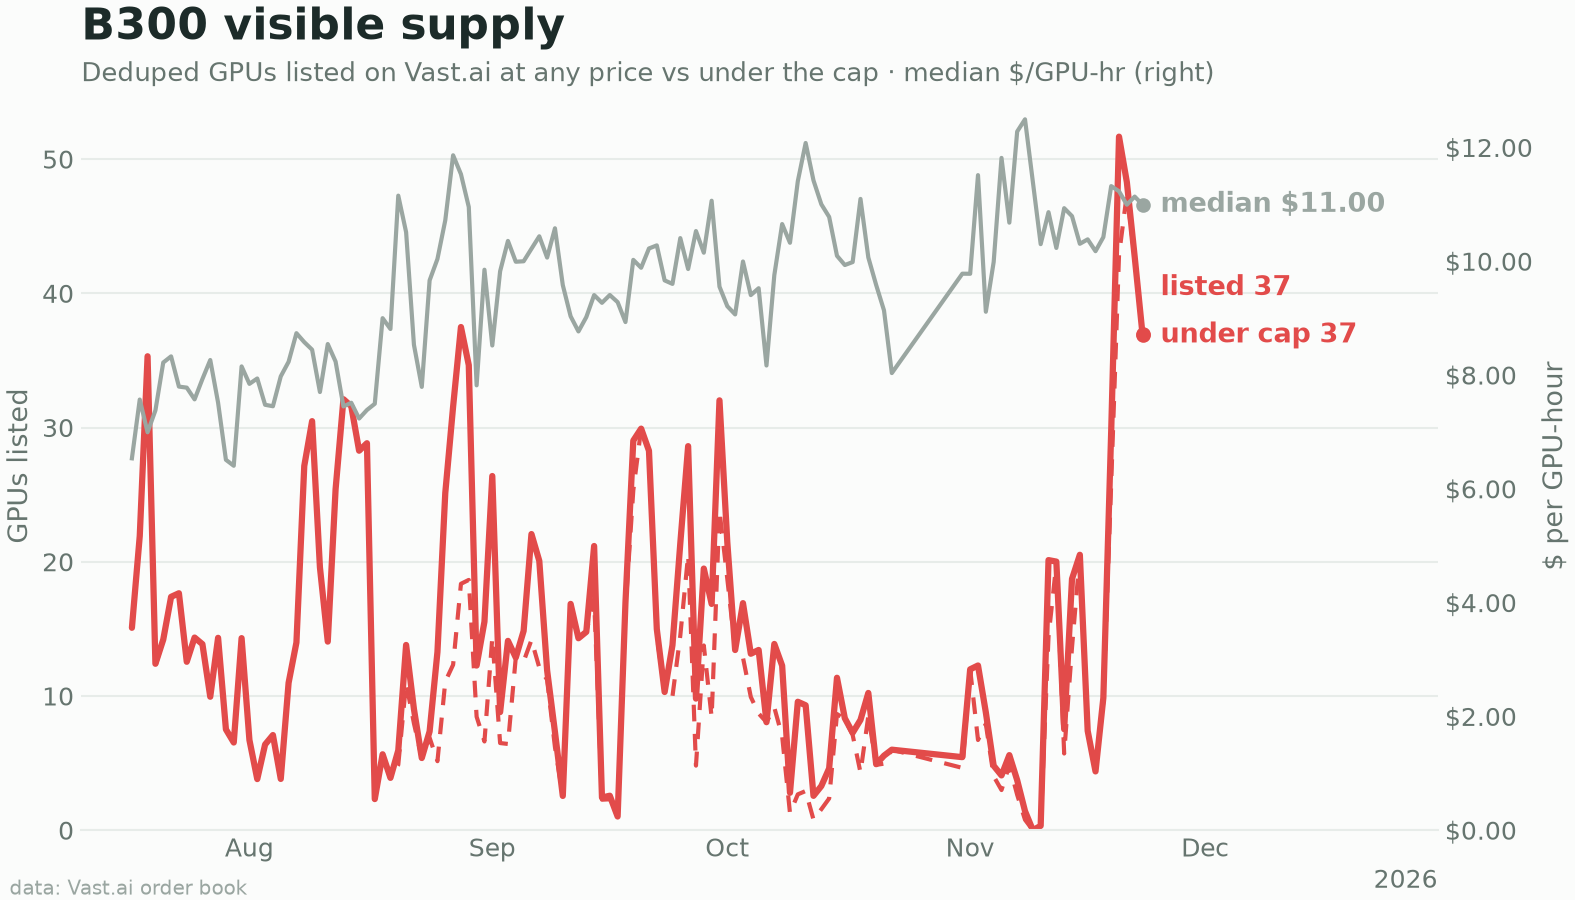 B300 visible supply
Deduped GPUs listed on Vast.ai at any price vs under the cap · median $/GPU-hr (right)
GPUs listed
50
40
30
20
10
0
$12.00
$10.00
$8.00
$6.00
$4.00
$2.00
$0.00
$ per GPU-hour
median $11.00
listed 37
under cap 37
Aug
Sep
Oct
Nov
Dec
2026
data: Vast.ai order book